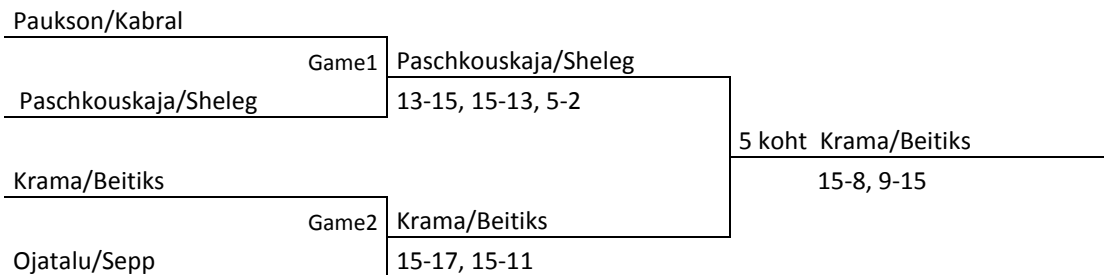 Paukson/Kabral
Game1 Paschkouskaja/Sheleg
Paschkouskaja/Sheleg 13-15, 15-13, 5-2
5 koht Krama/Beitiks
Krama/Beitiks 15-8, 9-15
Game2 Krama/Beitiks
Ojatalu/Sepp 15-17, 15-11